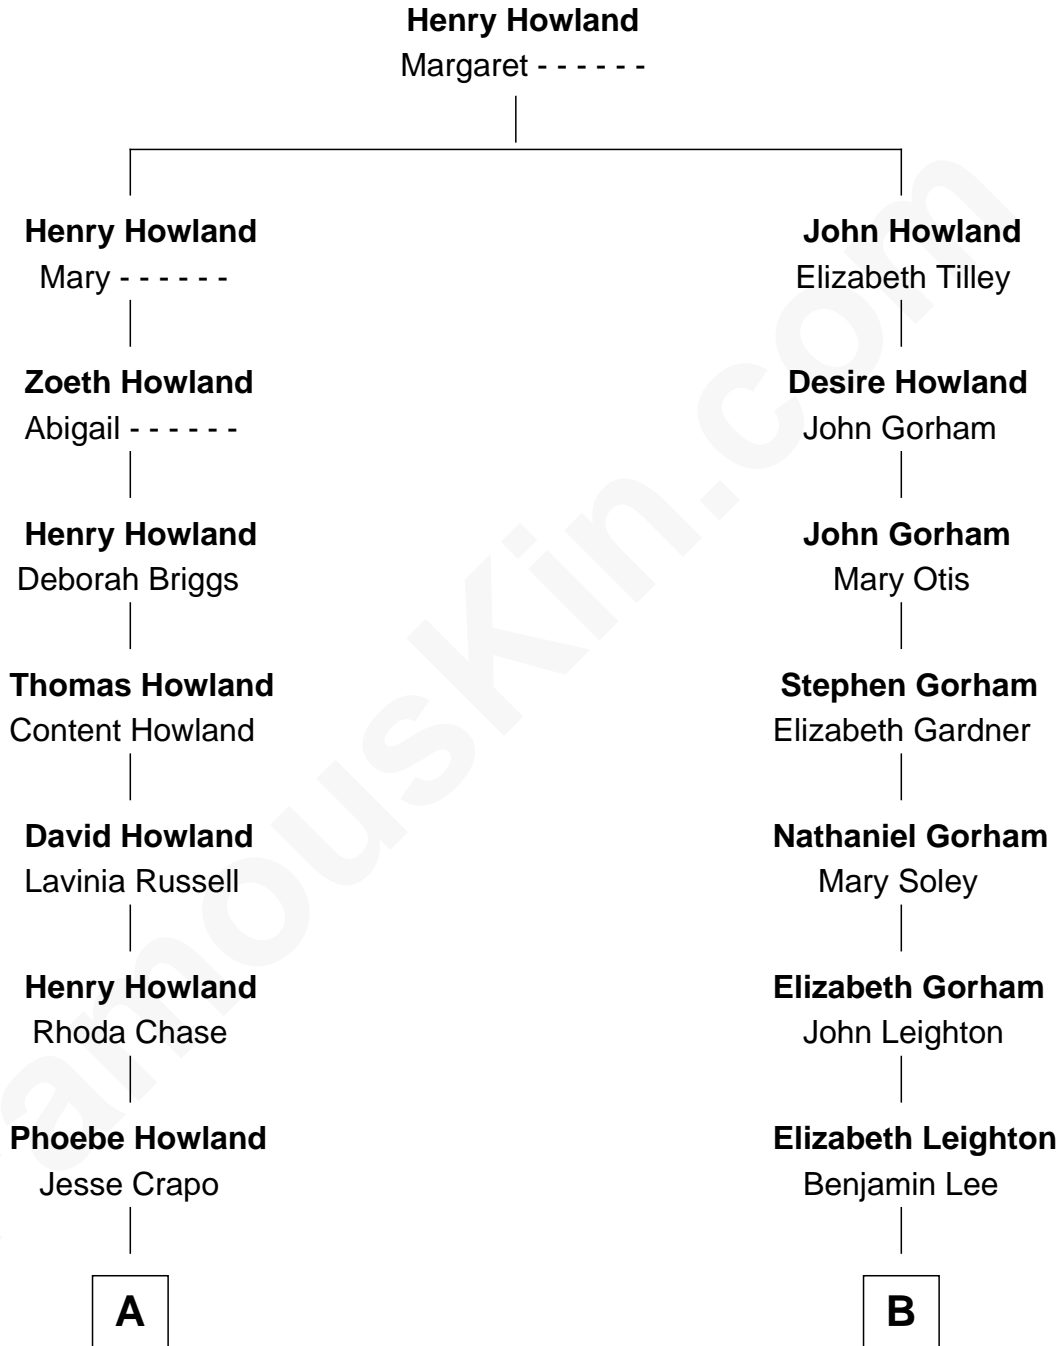 Henry Howland
Margaret - - - - - -
Henry Howland
Mary - - - - - -
John Howland
Elizabeth Tilley
Zoeth Howland
Abigail - - - - - -
Desire Howland
John Gorham
Henry Howland
Deborah Briggs
John Gorham
Mary Otis
Thomas Howland
Content Howland
Stephen Gorham
Elizabeth Gardner
David Howland
Lavinia Russell
Nathaniel Gorham
Mary Soley
Henry Howland
Rhoda Chase
Elizabeth Gorham
John Leighton
Phoebe Howland
Jesse Crapo
Elizabeth Leighton
Benjamin Lee
A
B
amouskin.com